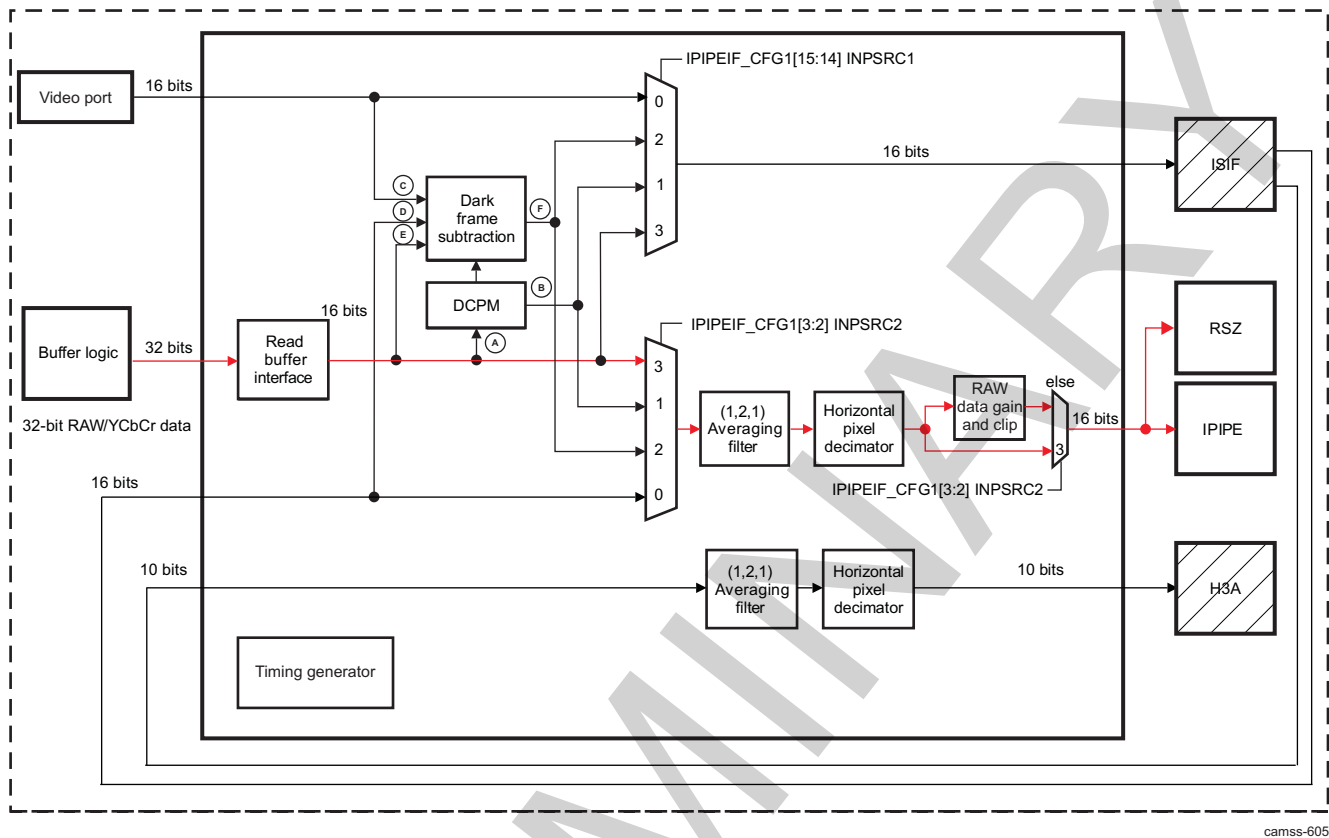 IPIPEIF_CFG1[15:14] INPSRC1
Video port
16 bits
0
2
1
3
16 bits
ISIF
C
D
E
Dark
frame
subtraction
F
DCPM
B
A
16 bits
Buffer logic
32 bits
Read
buffer
interface
32-bit RAW/YCbCr data
IPIPEIF_CFG1[3:2] INPSRC2
3
1
2
0
(1,2,1)
Averaging
filter
Horizontal
pixel
decimator
RAW
data gain
and clip
else
3
16 bits
IPIPEIF_CFG1[3:2] INPSRC2
RSZ
IPIPE
16 bits
10 bits
(1,2,1)
Averaging
filter
Horizontal
pixel
decimator
10 bits
H3A
Timing generator
MINARY
camss-605